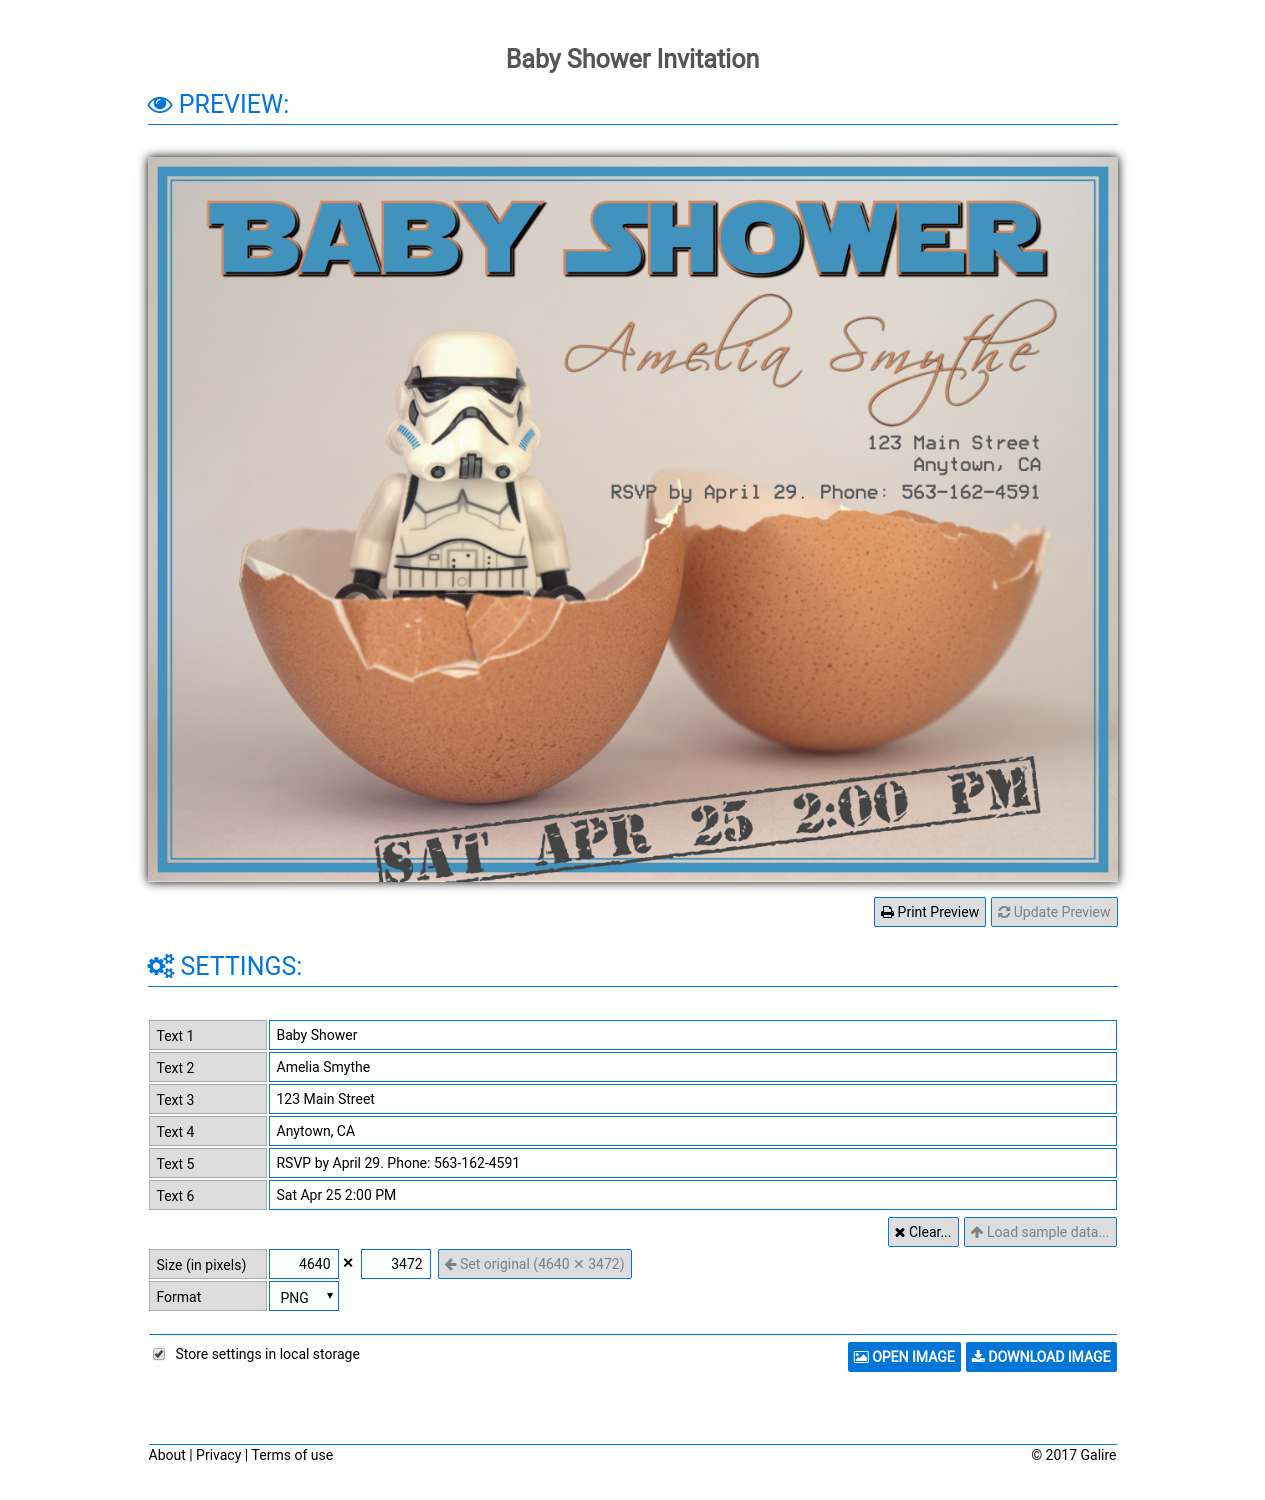 Baby Shower Invitation
PREVIEW:
BABY SHOWER
Amelia Smythe
123 Main Street
Anytown, CA
RSVP by April 29. Phone: 563-162-4591
SAT APR 25 2:00 PM
Print Preview Update Preview
SETTINGS:
Text 1 Baby Shower
Text 2 Amelia Smythe
Text 3 123 Main Street
Text 4 Anytown, CA
Text 5 RSVP by April 29. Phone: 563-162-4591
Text 6 Sat Apr 25 2:00 PM
Clear... Load sample data...
Size (in pixels) 4640 × 3472 Set original (4640 × 3472)
Format PNG
Store settings in local storage OPEN IMAGE DOWNLOAD IMAGE
About | Privacy | Terms of use © 2017 Galire